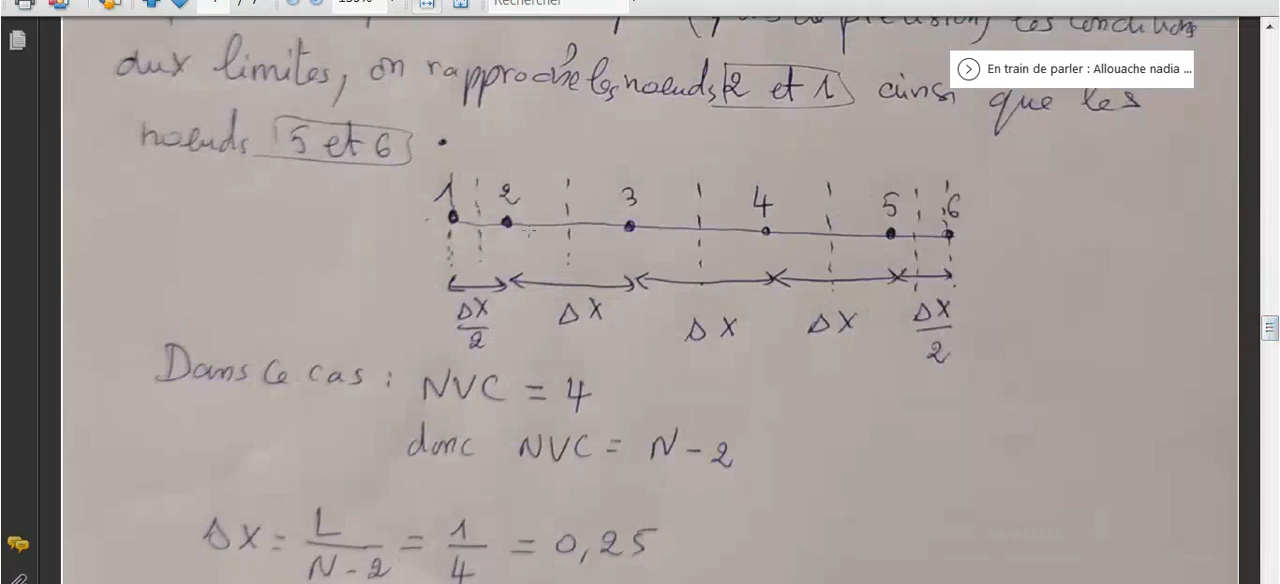 Rechercher
les conditions
aux limites, on rapproche les noeuds 2 et 1 ainsi que les
noeuds 5 et 6 .
En train de parler : Allouache nadia ...
1 2 3 4 5 6
ΔX/2 ΔX ΔX ΔX ΔX/2
Dans ce cas : NVC = 4
donc NVC = N - 2
ΔX = L/N-2 = 1/4 = 0,25